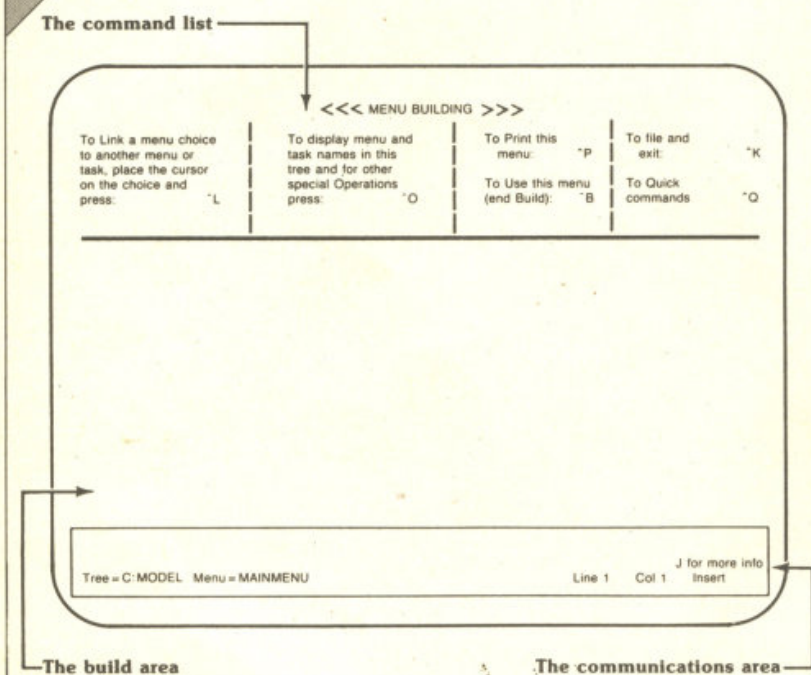 The command list
<<< MENU BUILDING >>>
To Link a menu choice
to another menu or
task, place the cursor
on the choice and
press: ^L
To display menu and
task names in this
tree and for other
special Operations
press: ^O
To Print this
menu: ^P
To Use this menu
(end Build): ^B
To file and
exit: ^K
To Quick
commands ^Q
J for more info
Tree = C:MODEL Menu = MAINMENU Line 1 Col 1 Insert
The build area
The communications area